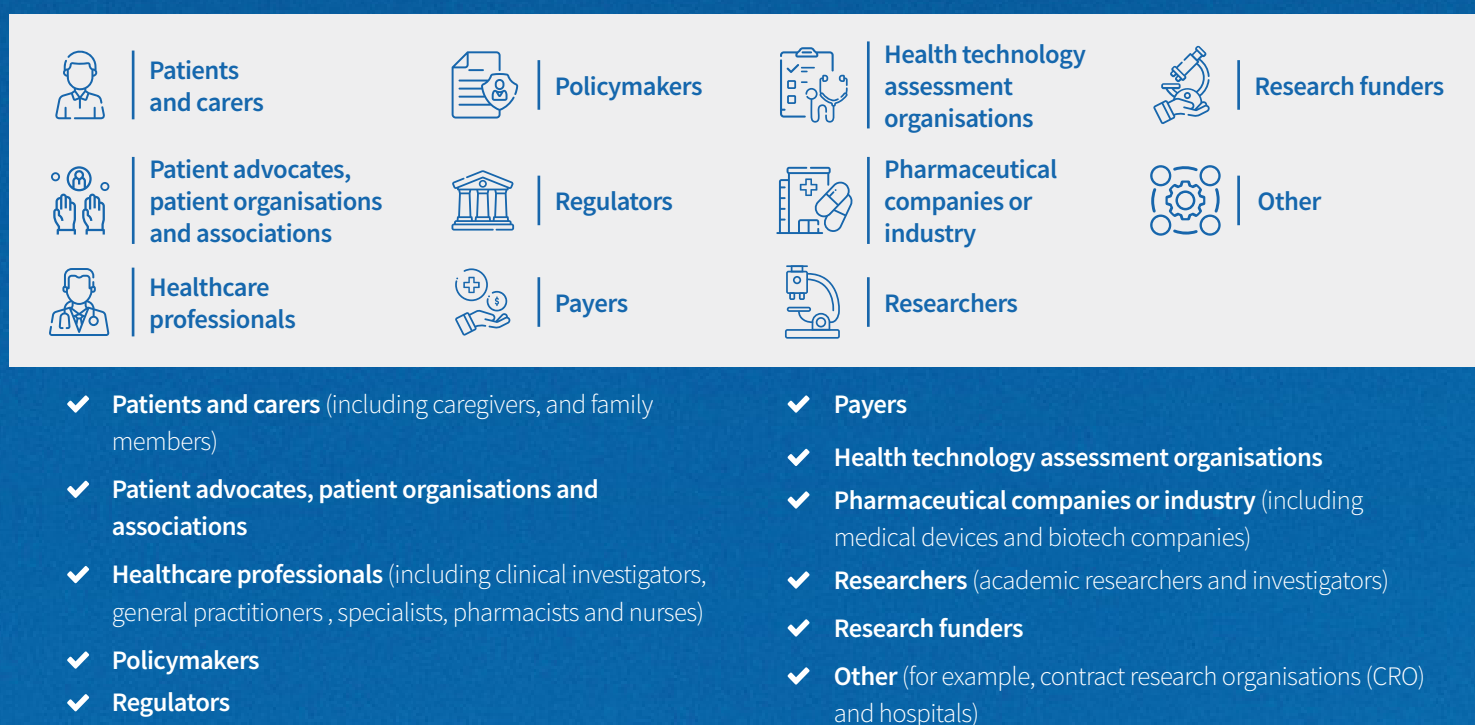 Patients
and carers
Patient advocates,
patient organisations
and associations
Healthcare
professionals
Policymakers
Regulators
Payers
Health technology
assessment
organisations
Pharmaceutical
companies or
industry
Researchers
Research funders
Other
Patients and carers (including caregivers, and family
members)
Patient advocates, patient organisations and
associations
Healthcare professionals (including clinical investigators,
general practitioners , specialists, pharmacists and nurses)
Policymakers
Regulators
Payers
Health technology assessment organisations
Pharmaceutical companies or industry (including
medical devices and biotech companies)
Researchers (academic researchers and investigators)
Research funders
Other (for example, contract research organisations (CRO)
and hospitals)